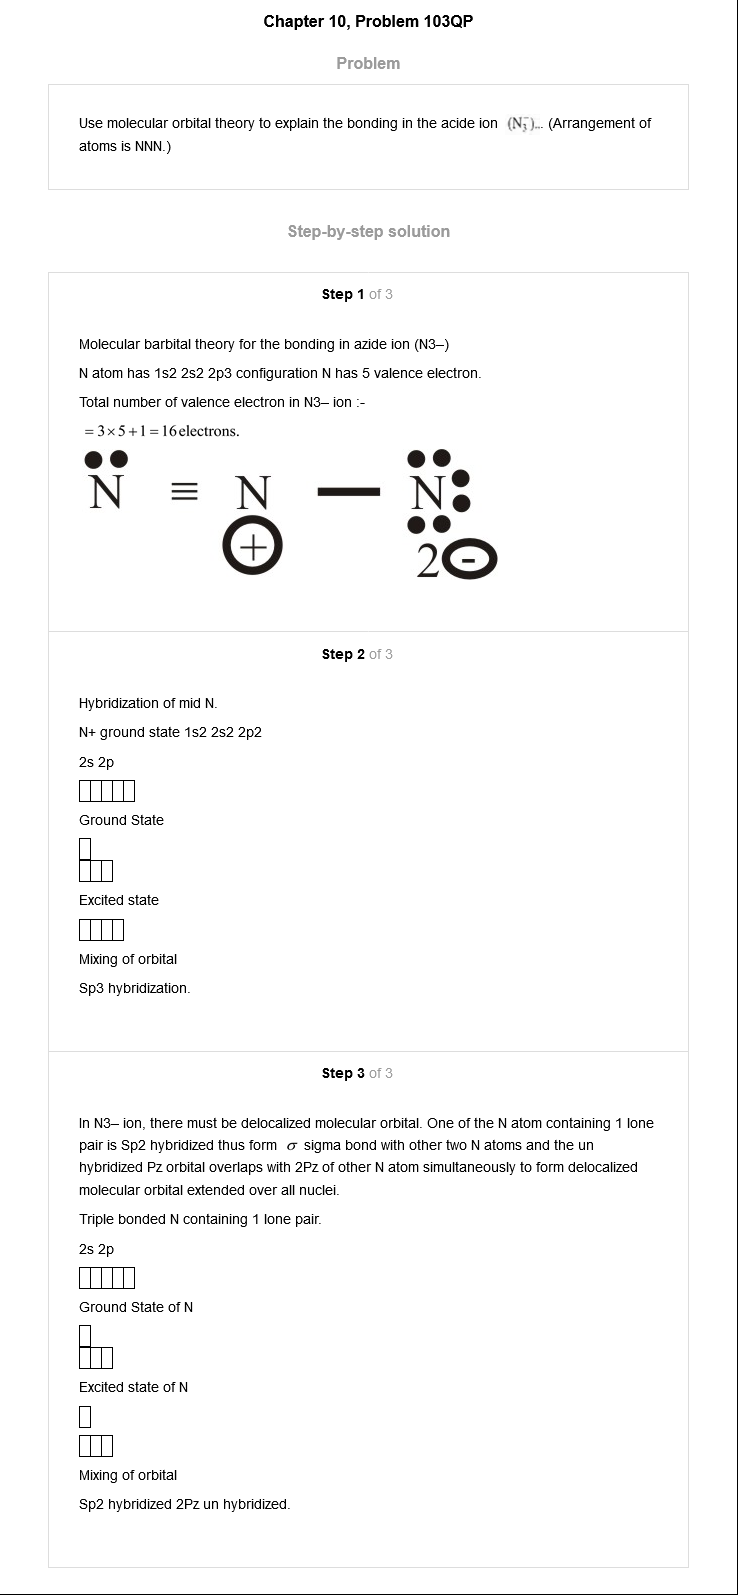 Chapter 10, Problem 103QP
Problem
Use molecular orbital theory to explain the bonding in the acide ion (N₃⁻)... (Arrangement of
atoms is NNN.)
Step-by-step solution
Step 1 of 3
Molecular barbital theory for the bonding in azide ion (N3–)
N atom has 1s2 2s2 2p3 configuration N has 5 valence electron.
Total number of valence electron in N3– ion :-
= 3×5+1=16 electrons.
N ≡ N — N:
+ 2 -
Step 2 of 3
Hybridization of mid N.
N+ ground state 1s2 2s2 2p2
2s 2p
Ground State
Excited state
Mixing of orbital
Sp3 hybridization.
Step 3 of 3
In N3– ion, there must be delocalized molecular orbital. One of the N atom containing 1 lone
pair is Sp2 hybridized thus form σ sigma bond with other two N atoms and the un
hybridized Pz orbital overlaps with 2Pz of other N atom simultaneously to form delocalized
molecular orbital extended over all nuclei.
Triple bonded N containing 1 lone pair.
2s 2p
Ground State of N
Excited state of N
Mixing of orbital
Sp2 hybridized 2Pz un hybridized.